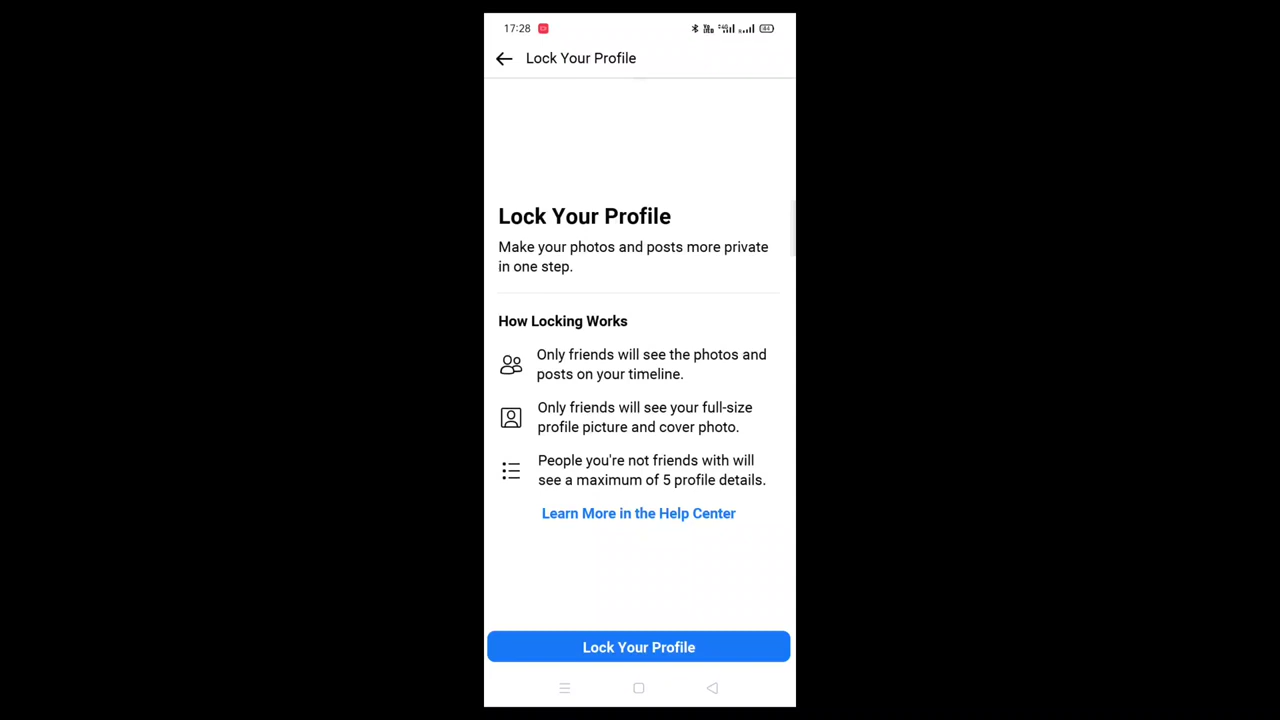 17:28
Lock Your Profile
Lock Your Profile
Make your photos and posts more private
in one step.
How Locking Works
Only friends will see the photos and
posts on your timeline.
Only friends will see your full-size
profile picture and cover photo.
People you're not friends with will
see a maximum of 5 profile details.
Learn More in the Help Center
Lock Your Profile